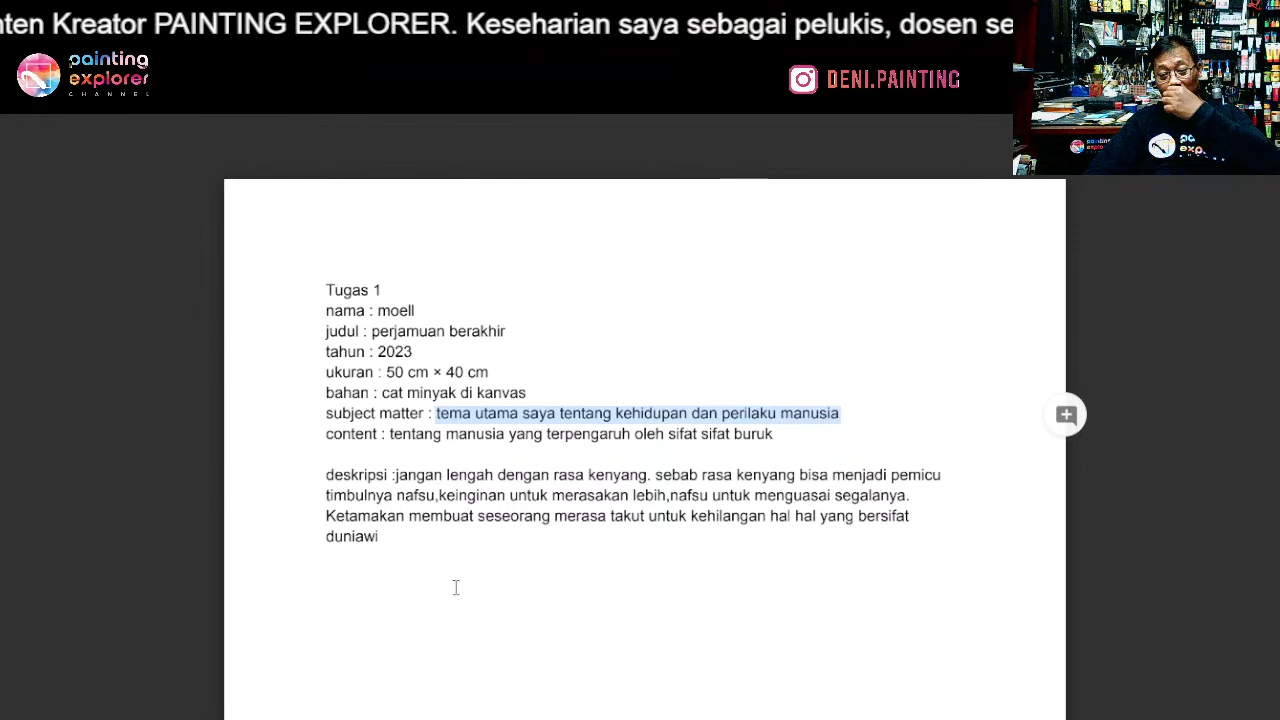 nten Kreator PAINTING EXPLORER. Keseharian saya sebagai pelukis, dosen se
painting
explorer
CHANNEL
DENI.PAINTING
Tugas 1
nama : moell
judul : perjamuan berakhir
tahun : 2023
ukuran : 50 cm × 40 cm
bahan : cat minyak di kanvas
subject matter : tema utama saya tentang kehidupan dan perilaku manusia
content : tentang manusia yang terpengaruh oleh sifat sifat buruk
deskripsi :jangan lengah dengan rasa kenyang. sebab rasa kenyang bisa menjadi pemicu
timbulnya nafsu,keinginan untuk merasakan lebih,nafsu untuk menguasai segalanya.
Ketamakan membuat seseorang merasa takut untuk kehilangan hal hal yang bersifat
duniawi